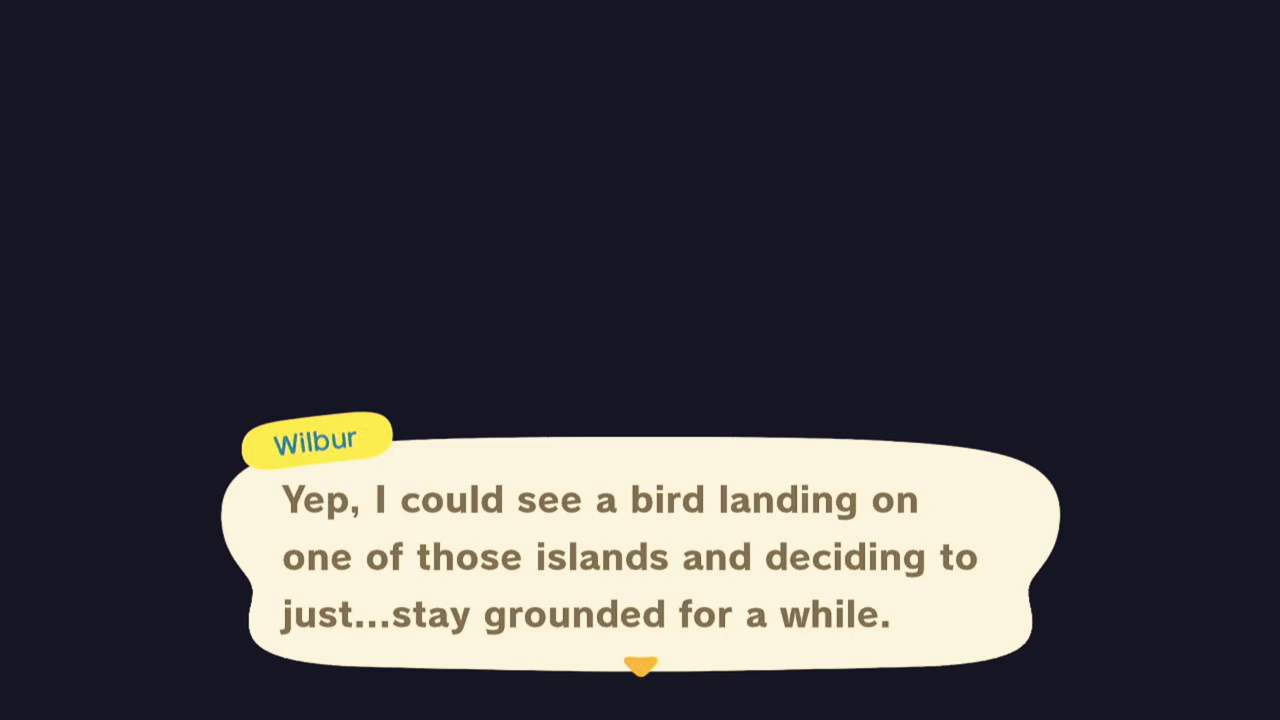 Wilbur
Yep, I could see a bird landing on
one of those islands and deciding to
just...stay grounded for a while.